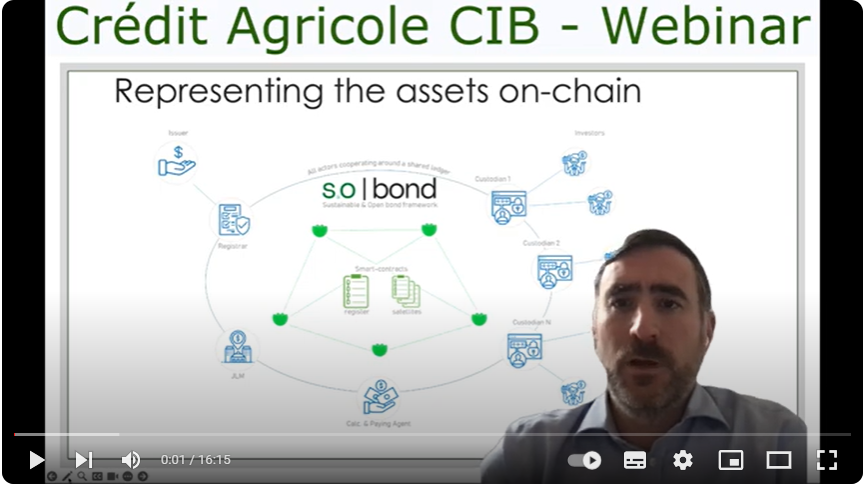 Crédit Agricole CIB - Webinar
Representing the assets on-chain
Issuer
Investors
All actors cooperating around a shared ledger
s.o|bond
Sustainable & Open bond framework
Custodian 1
Registrar
Custodian 2
Smart-contracts
register
satellites
Custodian N
JLM
Calc. & Paying Agent
0:01 / 16:15